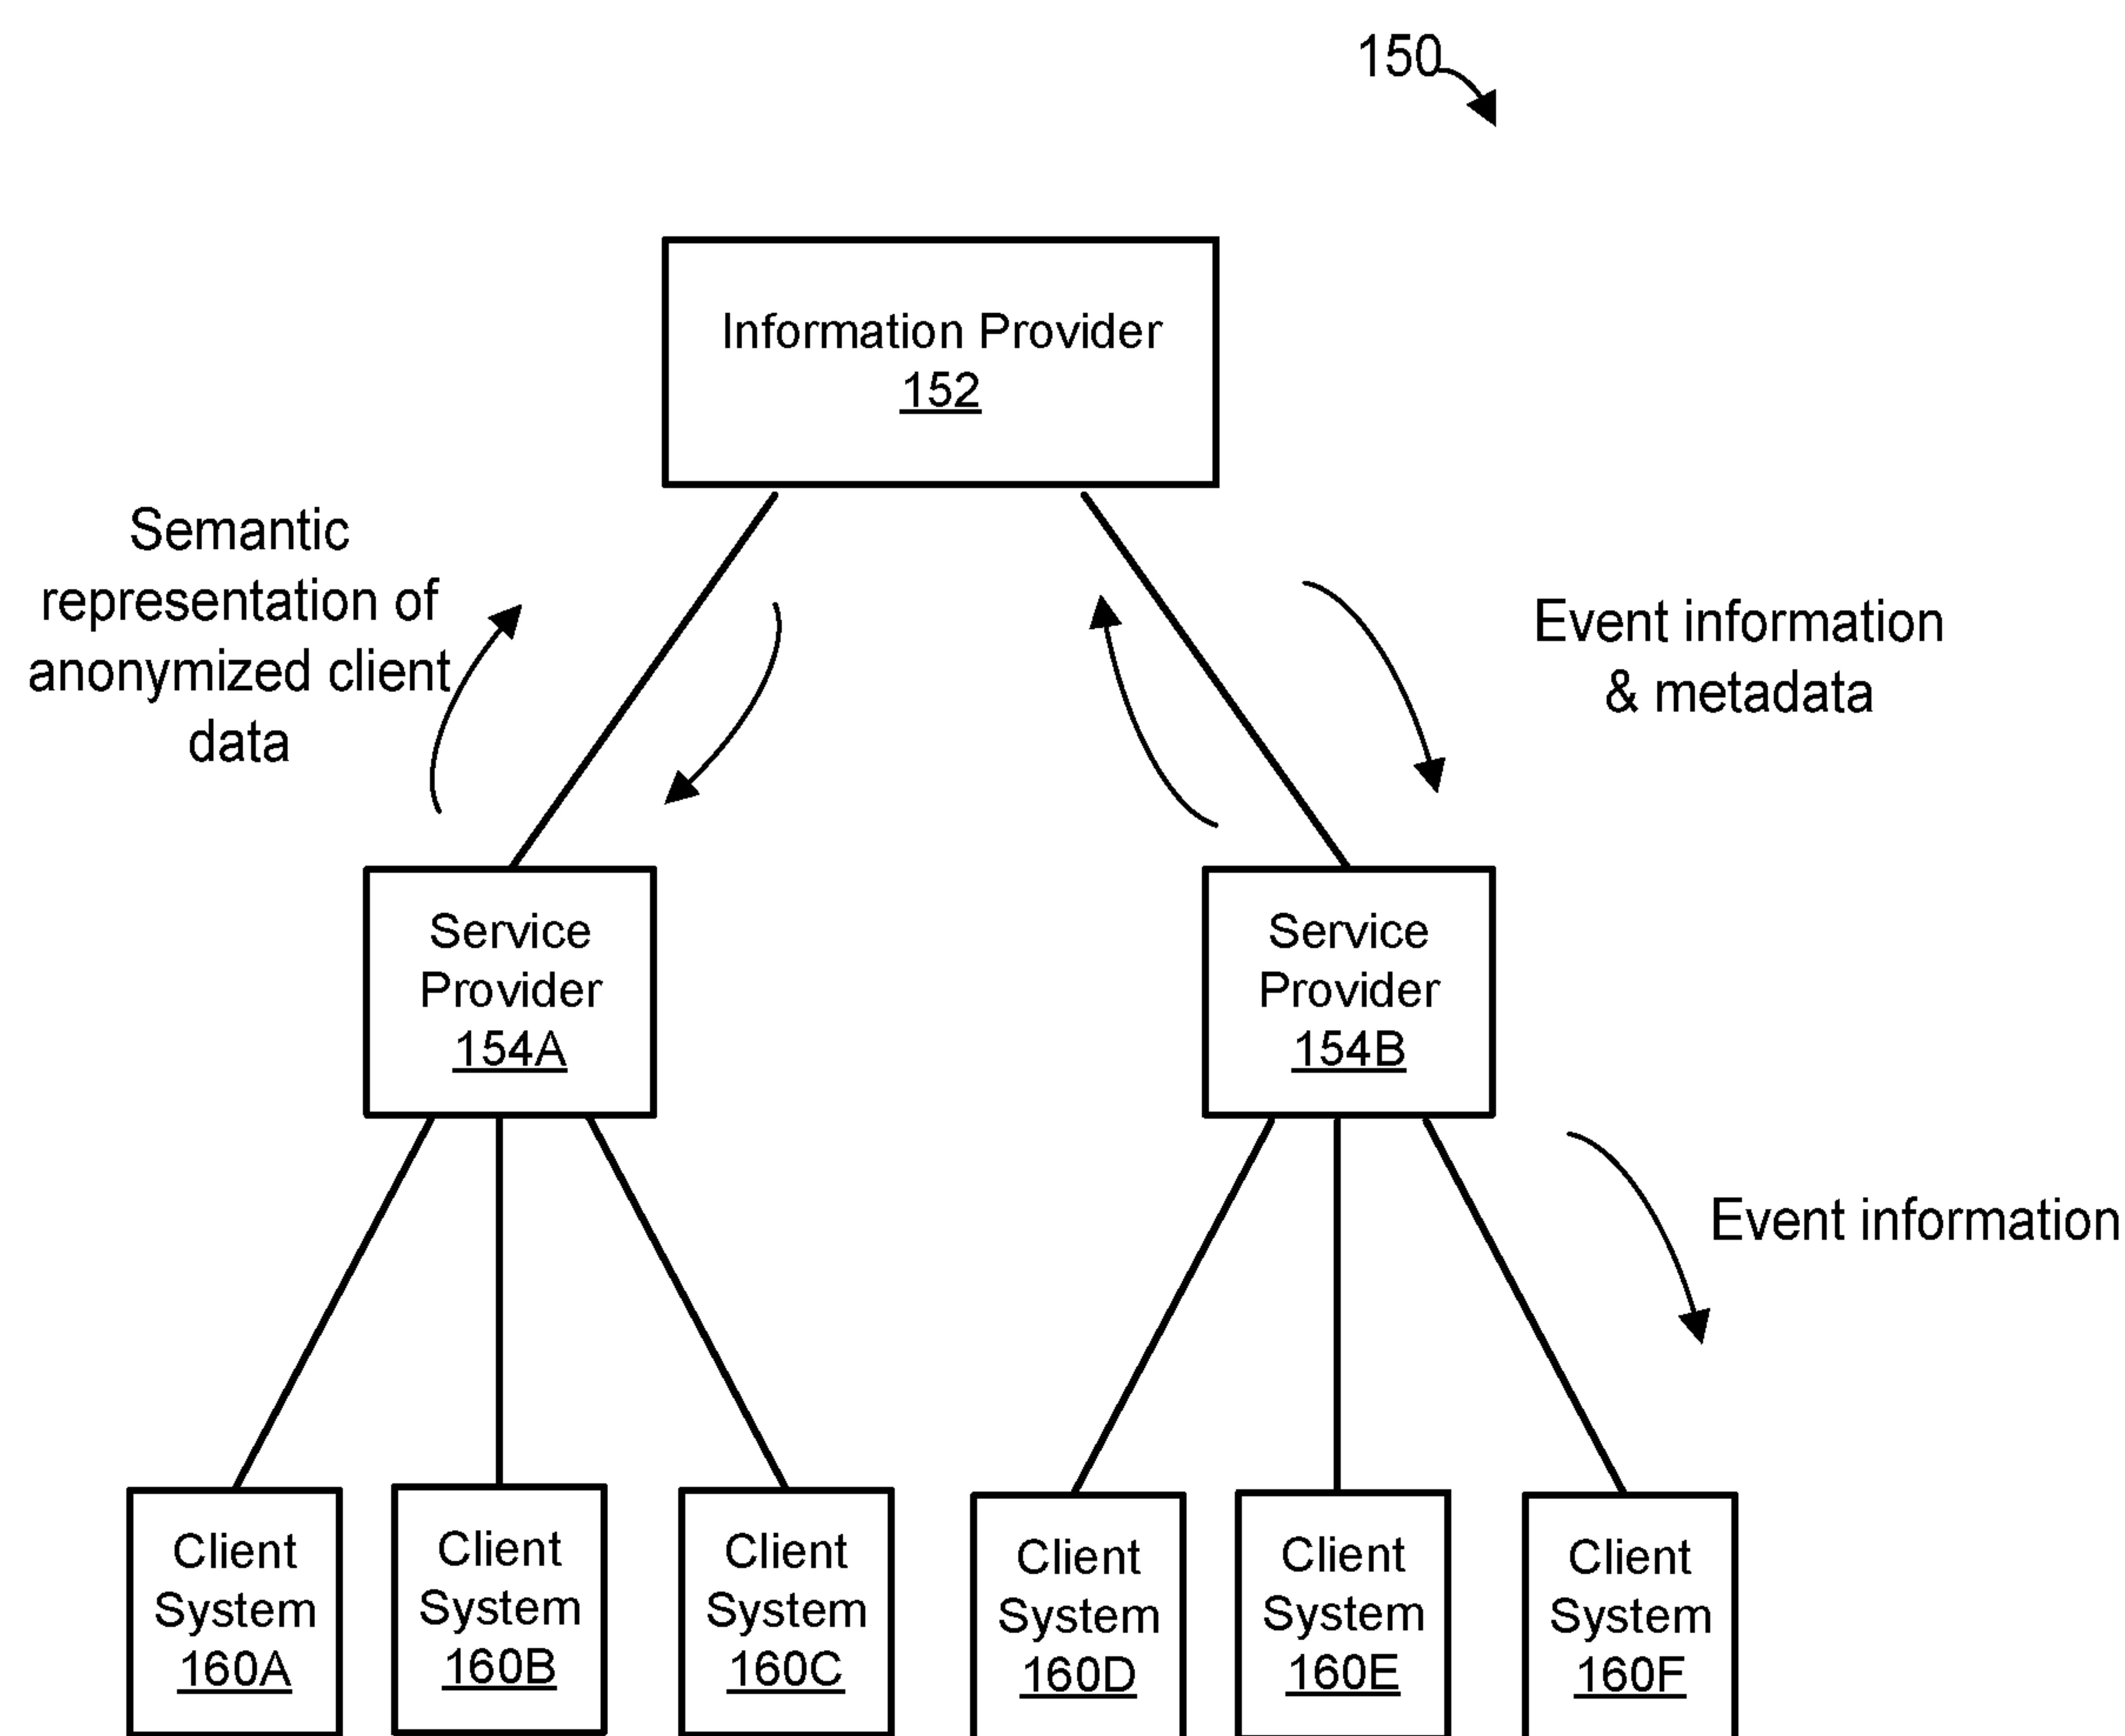 150
Information Provider
152
Semantic
representation of
anonymized client
data
Event information
& metadata
Service
Provider
154A
Service
Provider
154B
Event information
Client
System
160A
Client
System
160B
Client
System
160C
Client
System
160D
Client
System
160E
Client
System
160F